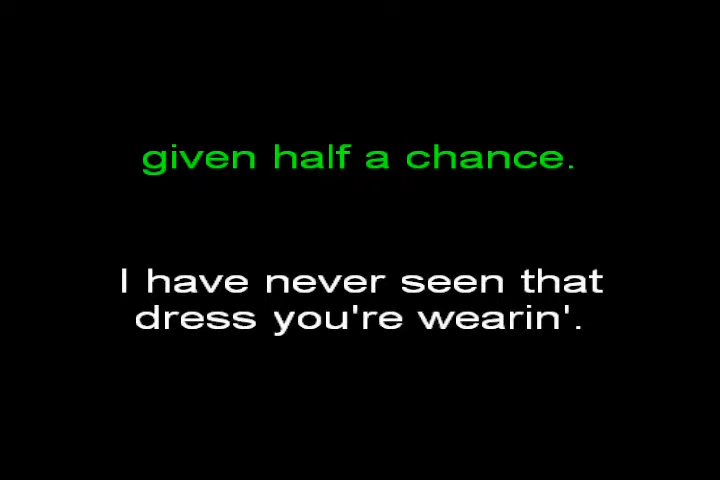 given half a chance.
I have never seen that
dress you're wearin'.